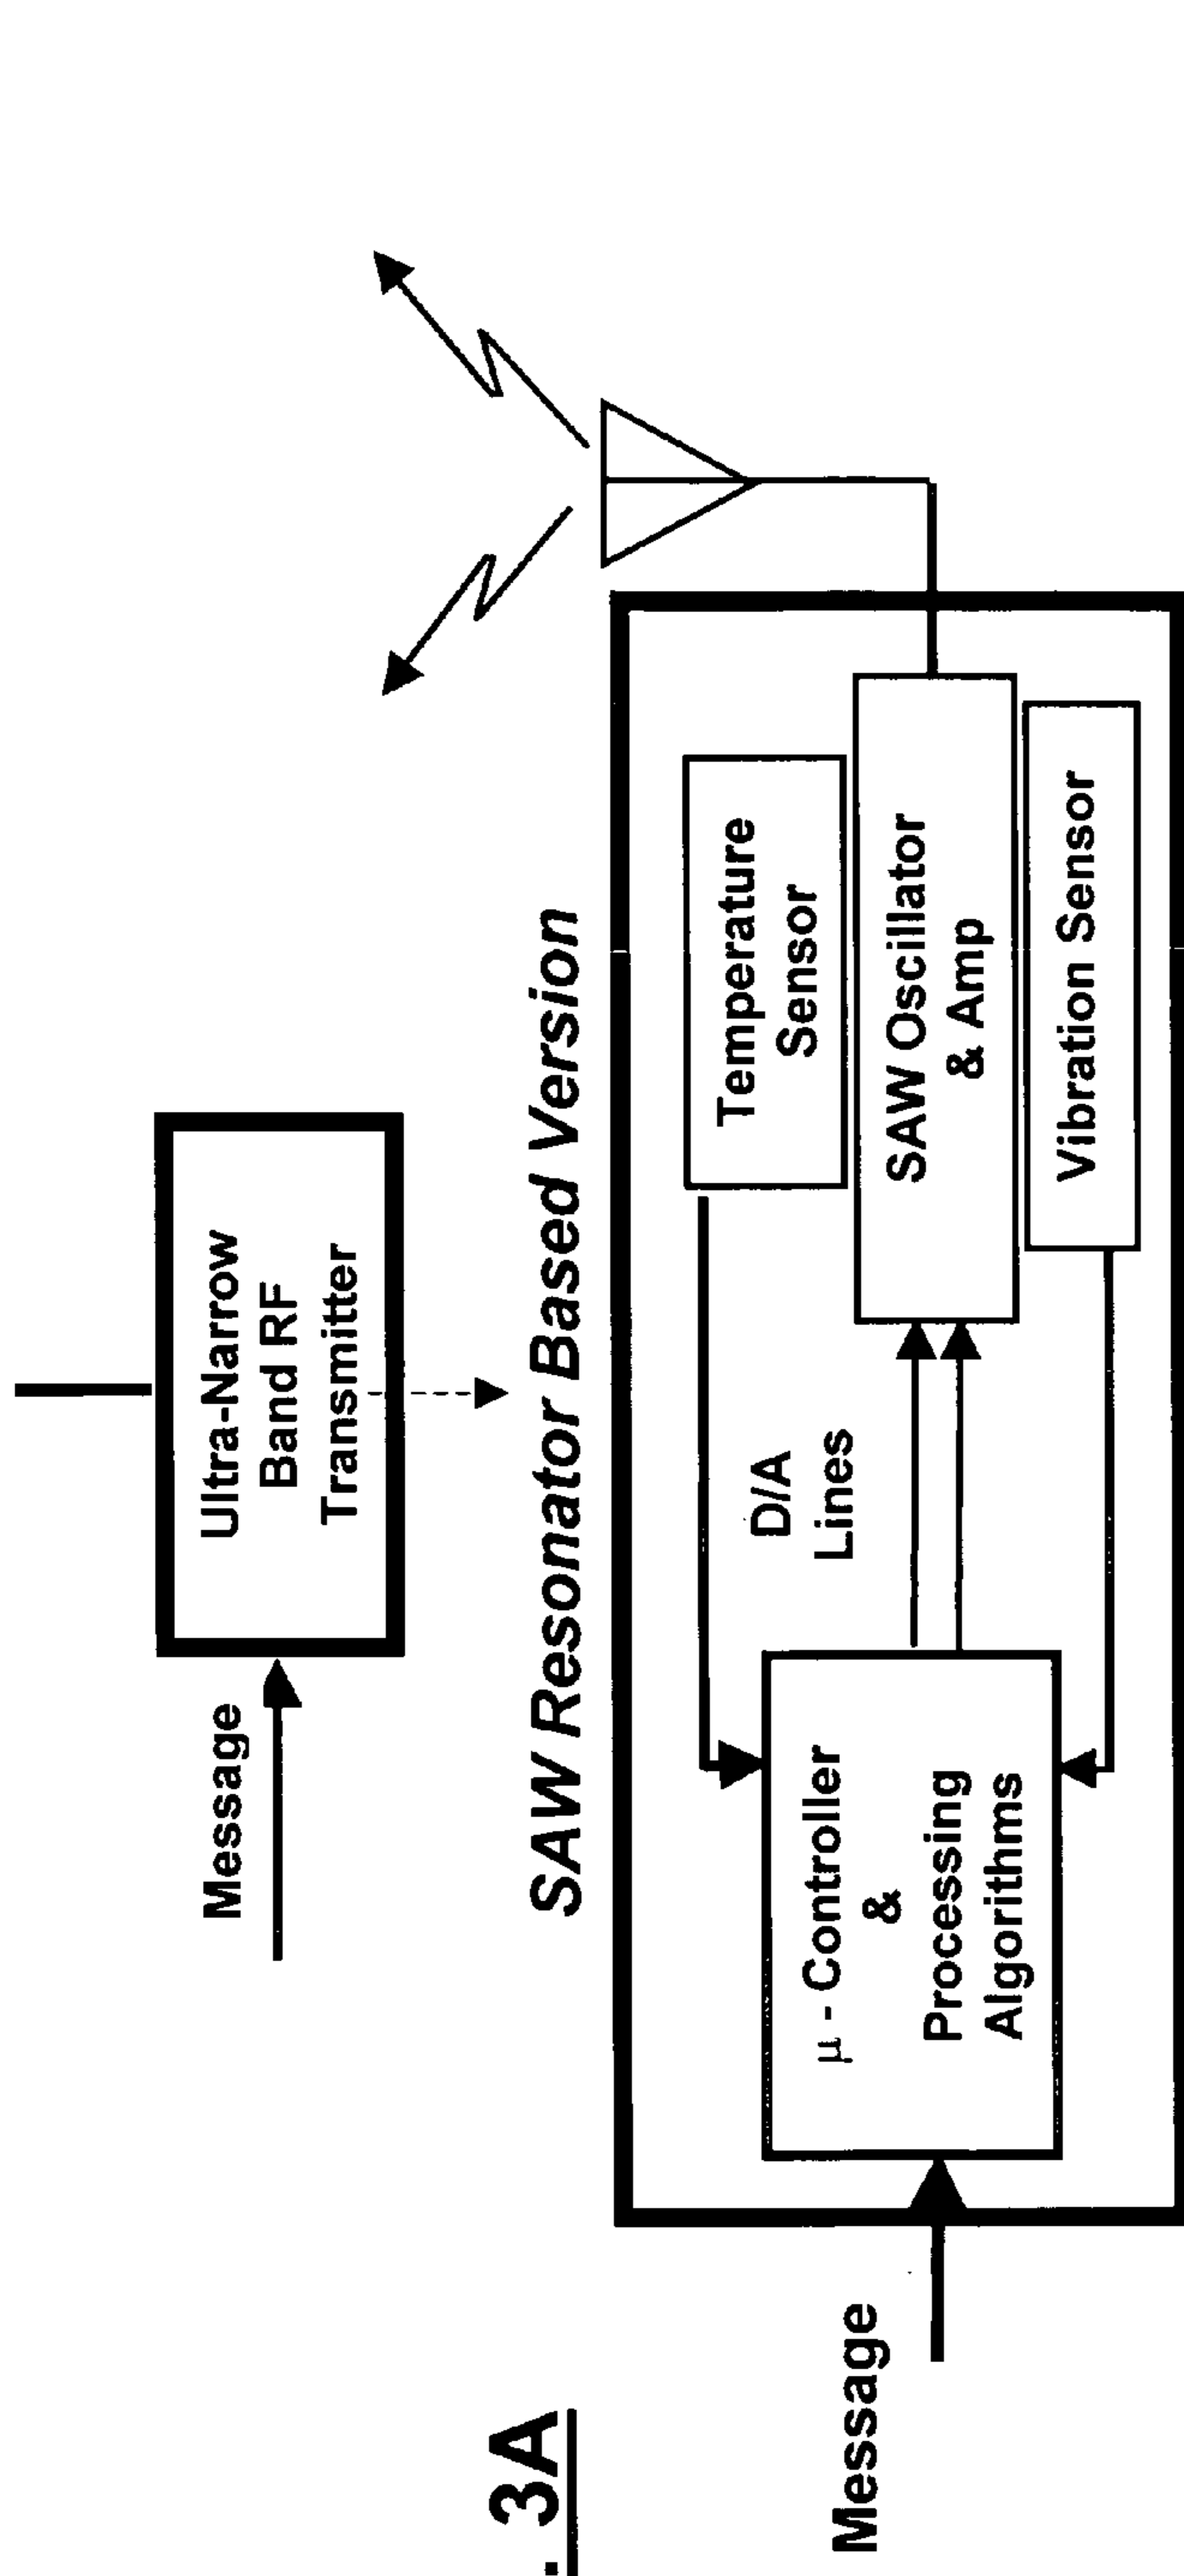 Message
Ultra-Narrow
Band RF
Transmitter
. 3A
SAW Resonator Based Version
Message
μ - Controller
&
Processing
Algorithms
D/A
Lines
Temperature
Sensor
SAW Oscillator
& Amp
Vibration Sensor